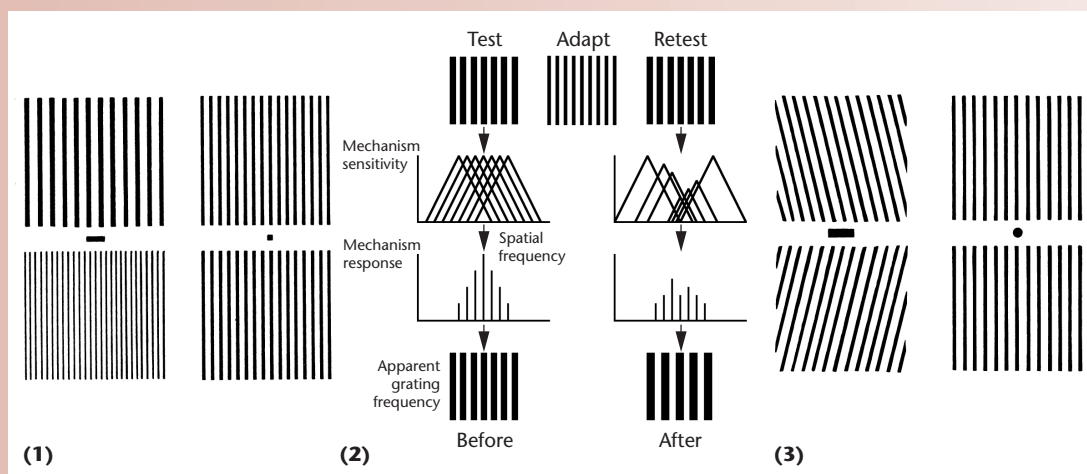 Test
Adapt
Retest
Mechanism
sensitivity
Spatial
frequency
Mechanism
response
Apparent
grating
frequency
Before
After
(1)
(2)
(3)